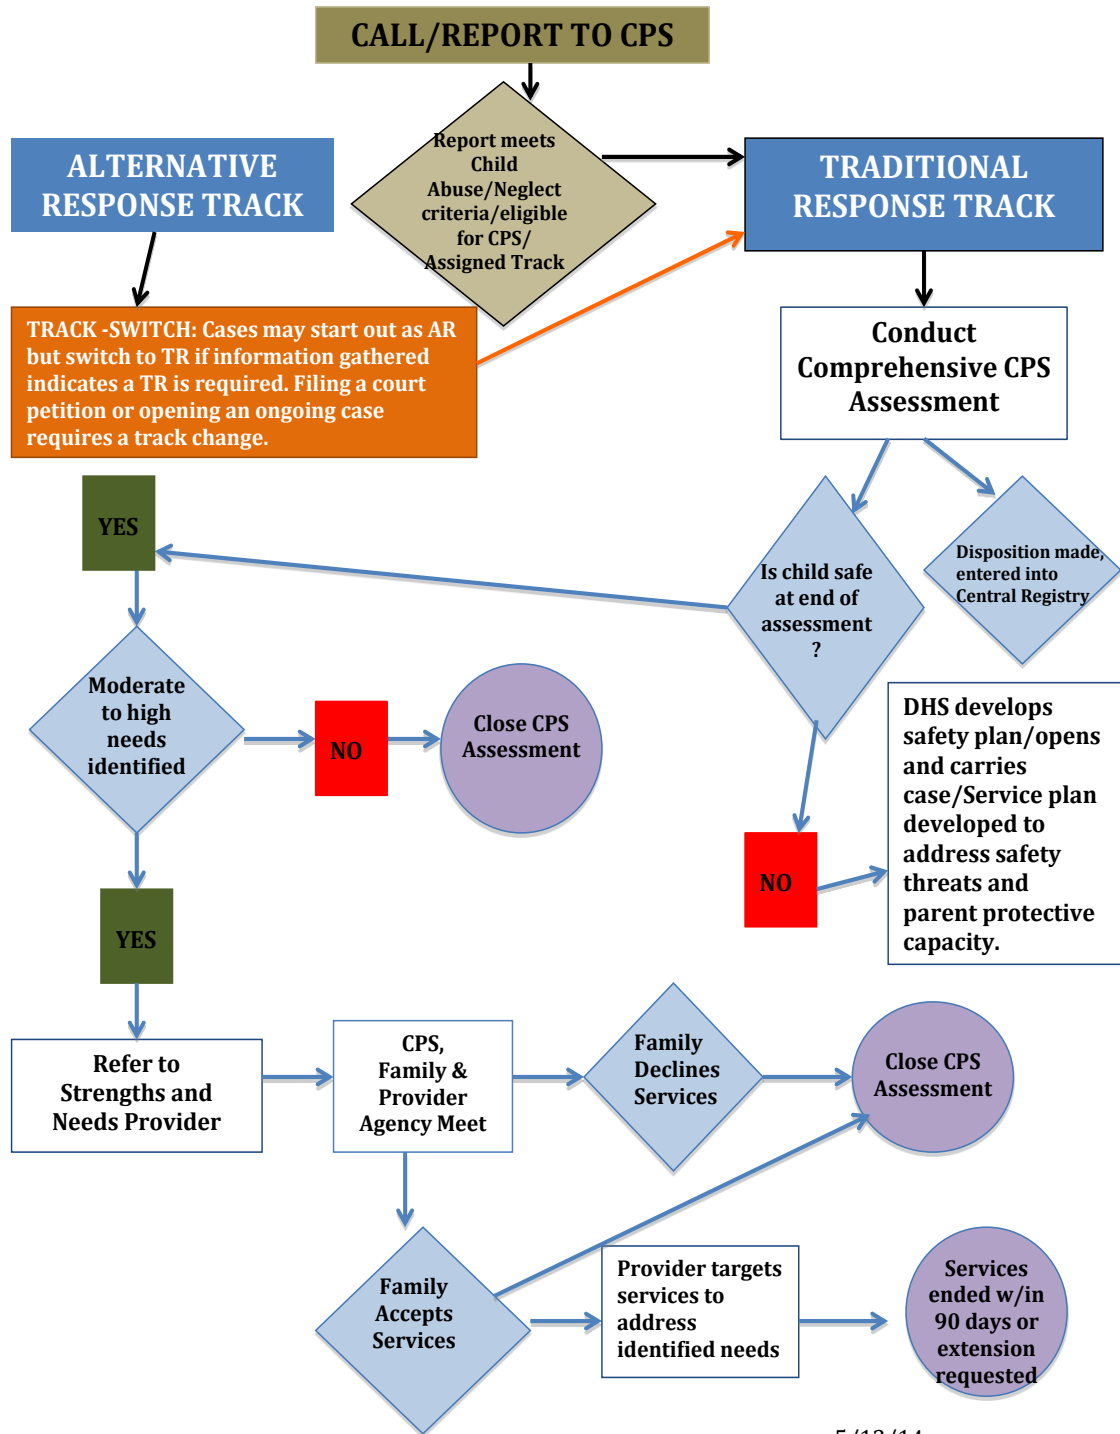 CALL/REPORT TO CPS
Report meets
Child
Abuse/Neglect
criteria/eligible
for CPS/
Assigned Track
ALTERNATIVE
RESPONSE TRACK
TRADITIONAL
RESPONSE TRACK
TRACK -SWITCH: Cases may start out as AR
but switch to TR if information gathered
indicates a TR is required. Filing a court
petition or opening an ongoing case
requires a track change.
Conduct
Comprehensive CPS
Assessment
YES
Is child safe
at end of
assessment
?
Disposition made,
entered into
Central Registry
Moderate
to high
needs
identified
NO
Close CPS
Assessment
DHS develops
safety plan/opens
and carries
case/Service plan
developed to
address safety
threats and
parent protective
capacity.
NO
YES
Refer to
Strengths and
Needs Provider
CPS,
Family &
Provider
Agency Meet
Family
Declines
Services
Close CPS
Assessment
Family
Accepts
Services
Provider targets
services to
address
identified needs
Services
ended w/in
90 days or
extension
requested